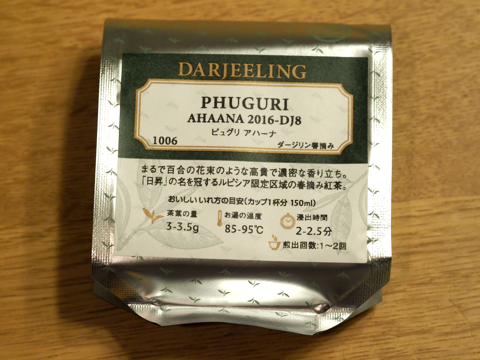 DARJEELING
PHUGURI
AHAANA 2016-DJ8
ピュグリ アハーナ
1006 ダージリン春摘み
まるで百合の花束のような高貴で濃密な香り立ち。
「日昇」の名を冠するルピシア限定区域の春摘み紅茶。
おいしいいれ方の目安(カップ1杯分 150ml)
茶葉の量 お湯の温度 浸出時間
3-3.5g 85-95℃ 2-2.5分
煎出回数:1～2回